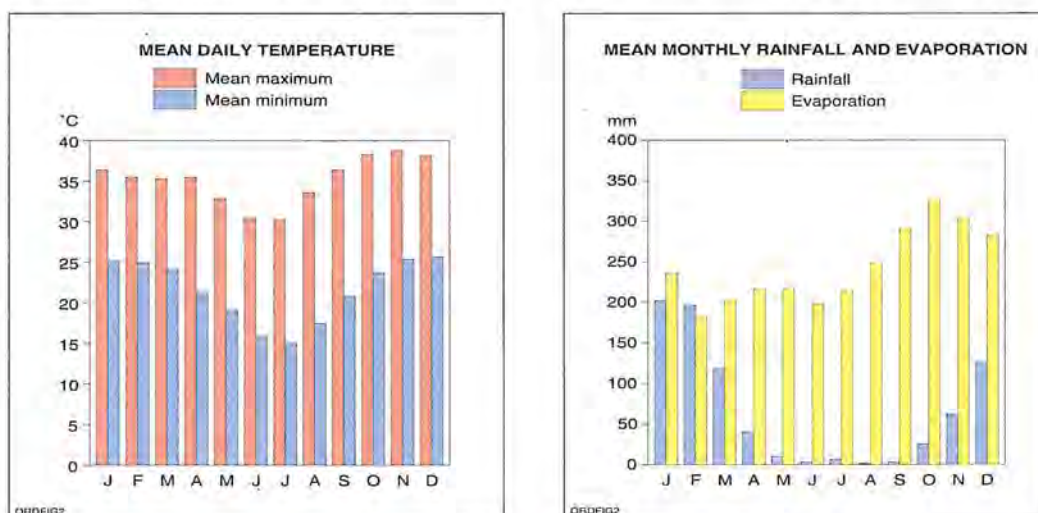 MEAN DAILY TEMPERATURE
Mean maximum
Mean minimum
°C
40
35
30
25
20
15
10
5
0
J F M A M J J A S O N D
MEAN MONTHLY RAINFALL AND EVAPORATION
Rainfall
Evaporation
mm
400
350
300
250
200
150
100
50
0
J F M A M J J A S O N D